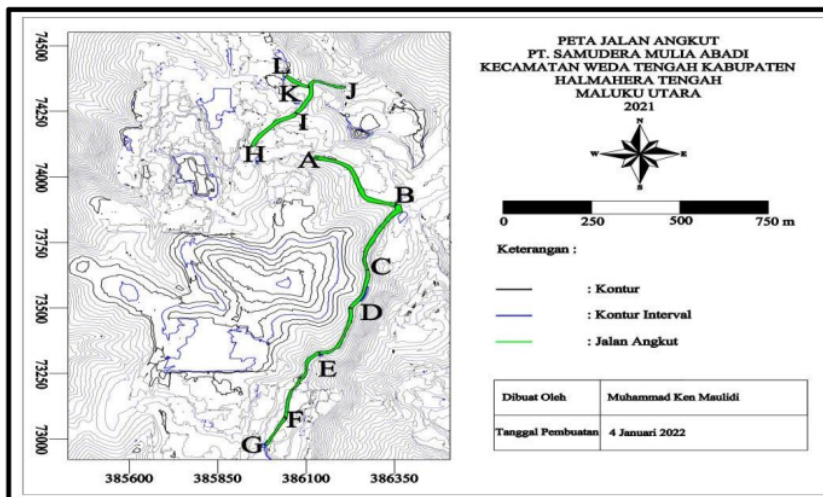 PETA JALAN ANGKUT
PT. SAMUDERA MULIA ABADI
KECAMATAN WEDA TENGAH KABUPATEN
HALMAHERA TENGAH
MALUKU UTARA
2021
N
W E
S
0 250 500 750 m
Keterangan :
: Kontur
: Kontur Interval
: Jalan Angkut
Dibuat Oleh Muhammad Ken Maulidi
Tanggal Pembuatan 4 Januari 2022
74500
74250
74000
73750
73500
73250
73000
385600 385850 386100 386350
L
K
J
I
H
A
B
C
D
E
F
G